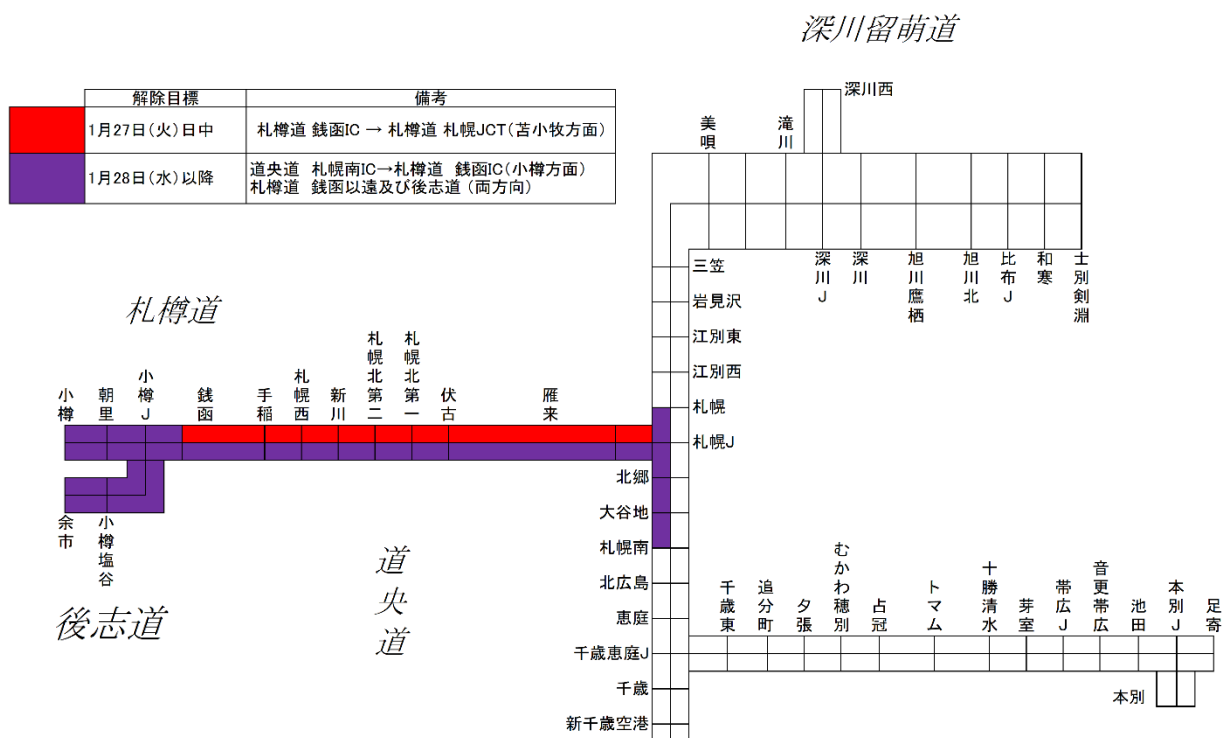 深川留萌道
解除目標 備考
1月27日(火)日中 札樽道 銭函IC → 札樽道 札幌JCT(苫小牧方面)
1月28日(水)以降 道央道 札幌南IC→札樽道 銭函IC(小樽方面)
札樽道 銭函以遠及び後志道 (両方向)
深川西
美唄
滝川
深川J
深川
旭川鷹栖
旭川北
比布J
和寒
士別剣淵
三笠
岩見沢
江別東
江別西
札幌
札幌J
札樽道
小樽
朝里
小樽J
銭函
手稲
札幌西
新川
札幌北第二
札幌北第一
伏古
雁来
余市
小樽塩谷
後志道
道央道
北郷
大谷地
札幌南
北広島
恵庭
千歳恵庭J
千歳
新千歳空港
千歳東
追分町
夕張
むかわ穂別
占冠
トマム
十勝清水
芽室
帯広J
音更帯広
池田
本別J
足寄
本別